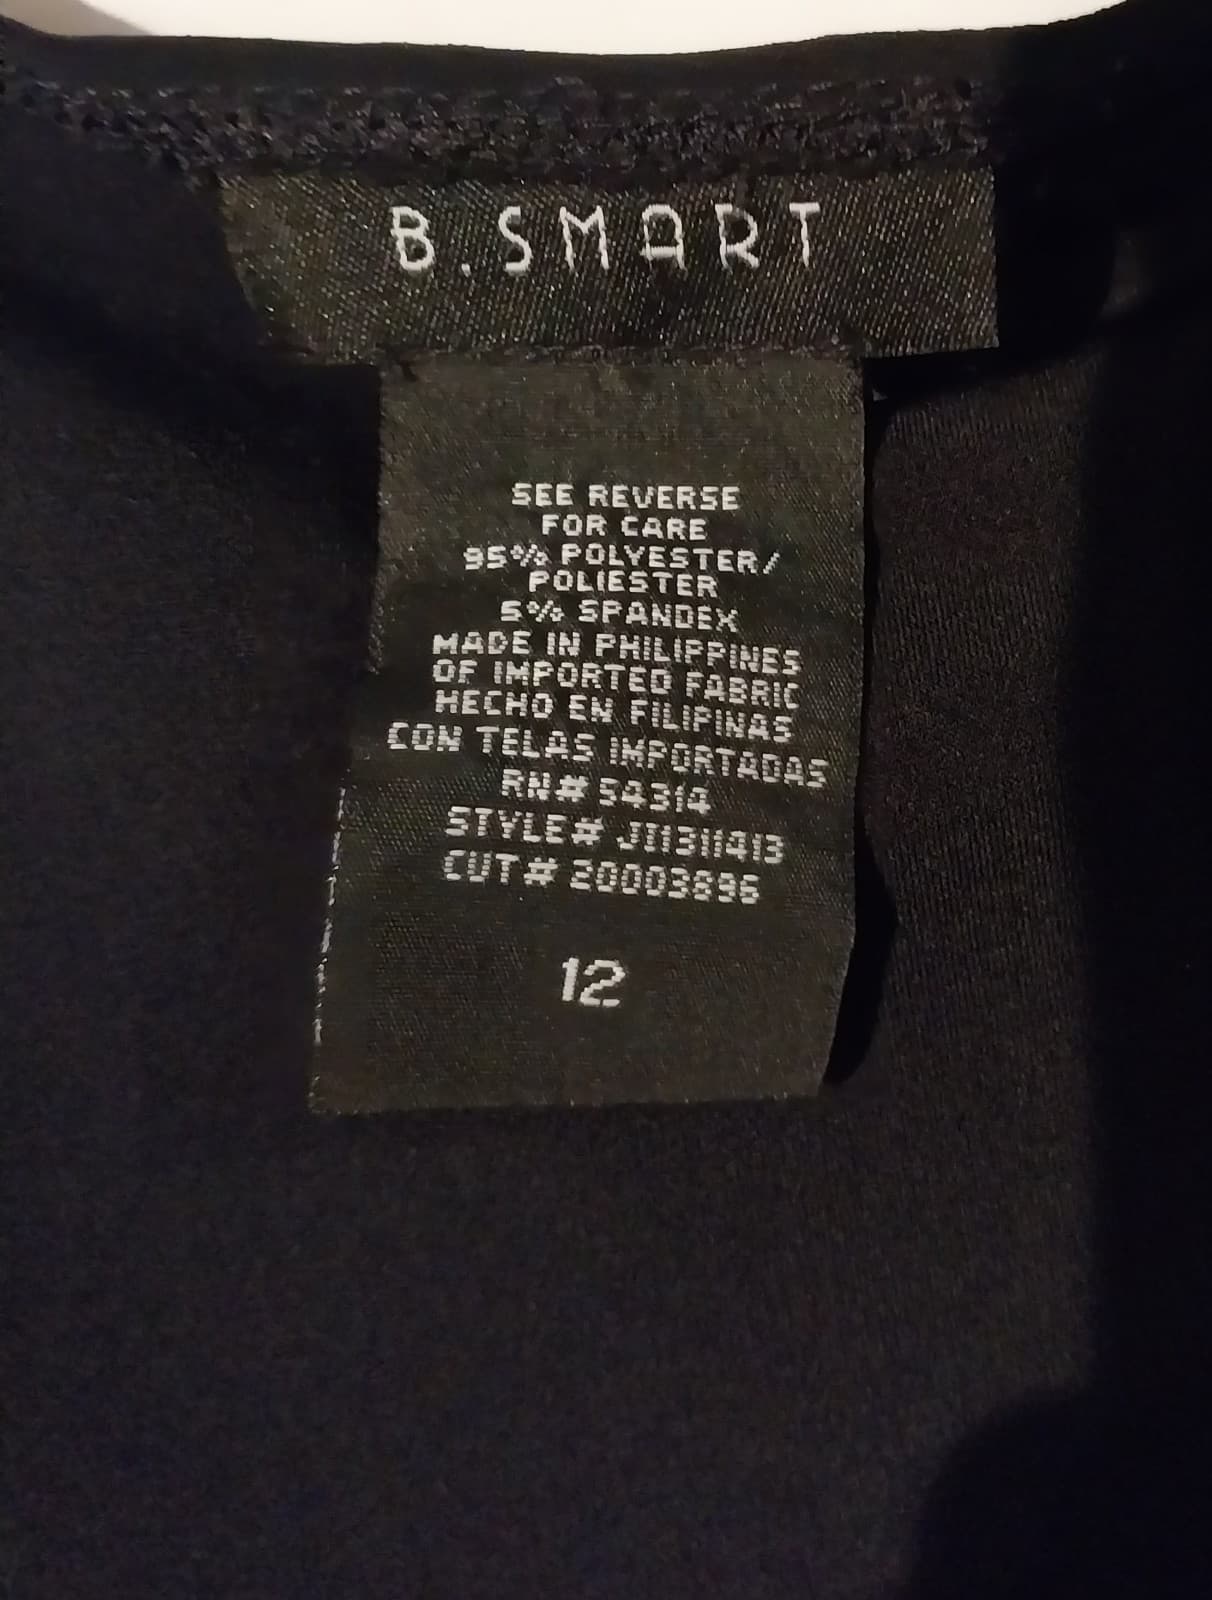 B.SMART
SEE REVERSE
FOR CARE
95% POLYESTER/
POLIESTER
5% SPANDEX
MADE IN PHILIPPINES
OF IMPORTED FABRIC
HECHO EN FILIPINAS
CON TELAS IMPORTADAS
RN# 54314
STYLE# J11311413
CUT# 20003896
12